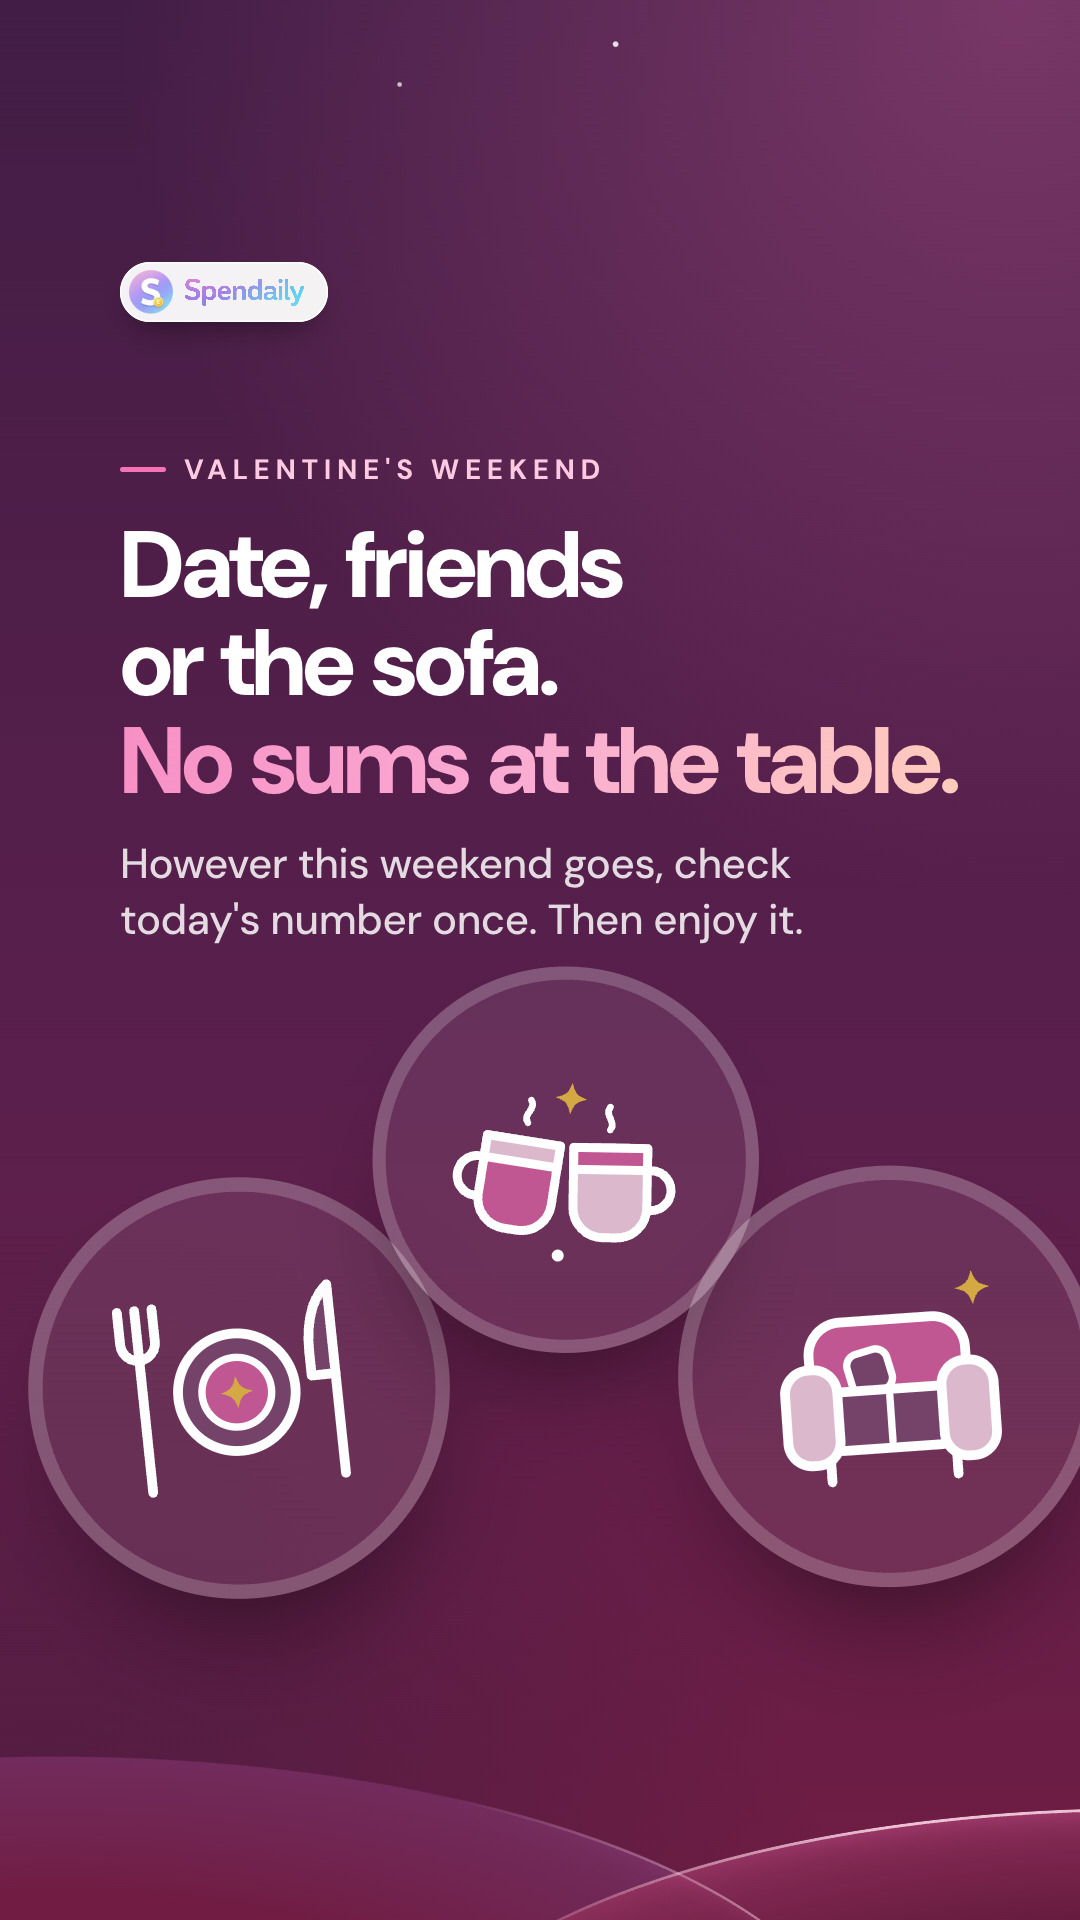 Spendaily
VALENTINE'S WEEKEND
Date, friends
or the sofa.
No sums at the table.
However this weekend goes, check
today's number once. Then enjoy it.